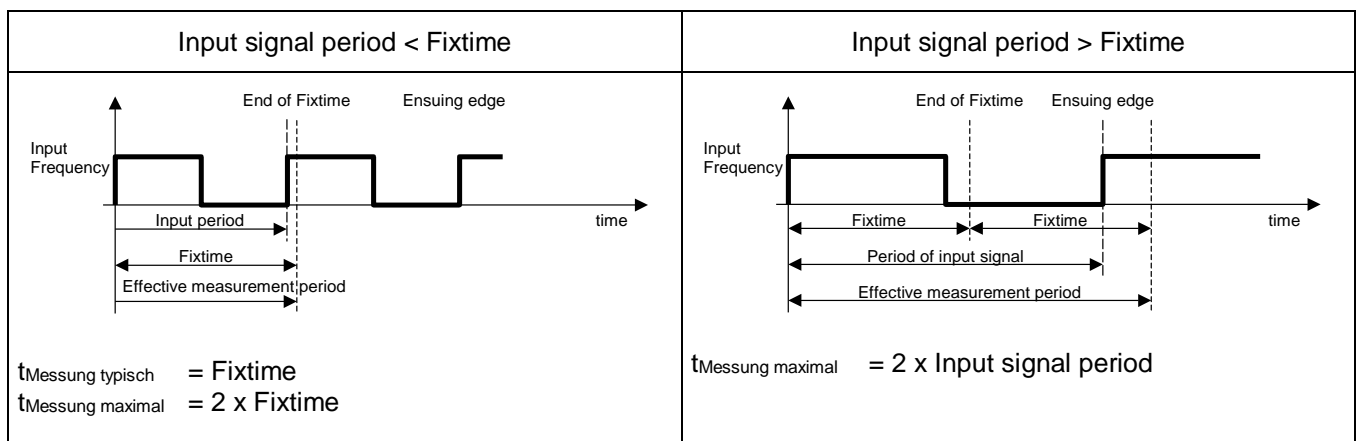 Input signal period < Fixtime
End of Fixtime Ensuing edge
Input
Frequency
Input period
time
Fixtime
Effective measurement period
tMessung typisch = Fixtime
tMessung maximal = 2 x Fixtime
Input signal period > Fixtime
End of Fixtime Ensuing edge
Input
Frequency
Fixtime Fixtime
time
Period of input signal
Effective measurement period
tMessung maximal = 2 x Input signal period